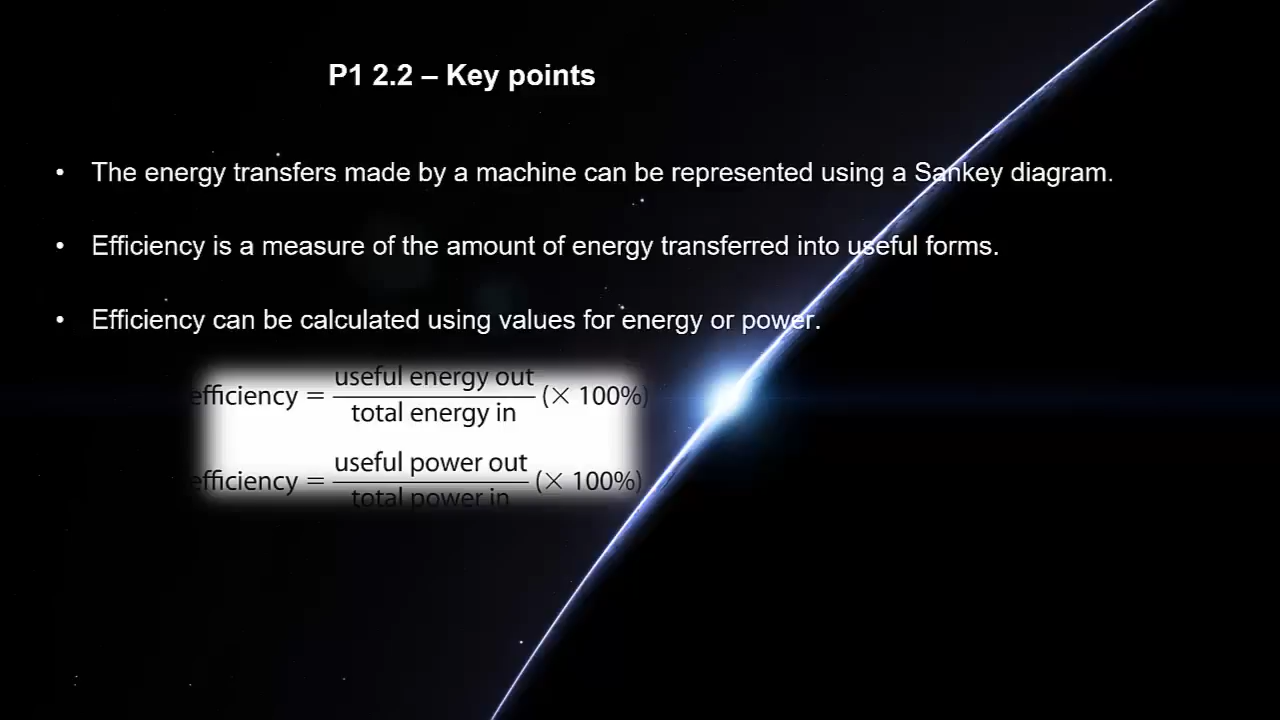 P1 2.2 – Key points
• The energy transfers made by a machine can be represented using a Sankey diagram.
• Efficiency is a measure of the amount of energy transferred into useful forms.
• Efficiency can be calculated using values for energy or power.
efficiency = useful energy out / total energy in (× 100%)
efficiency = useful power out / total power in (× 100%)